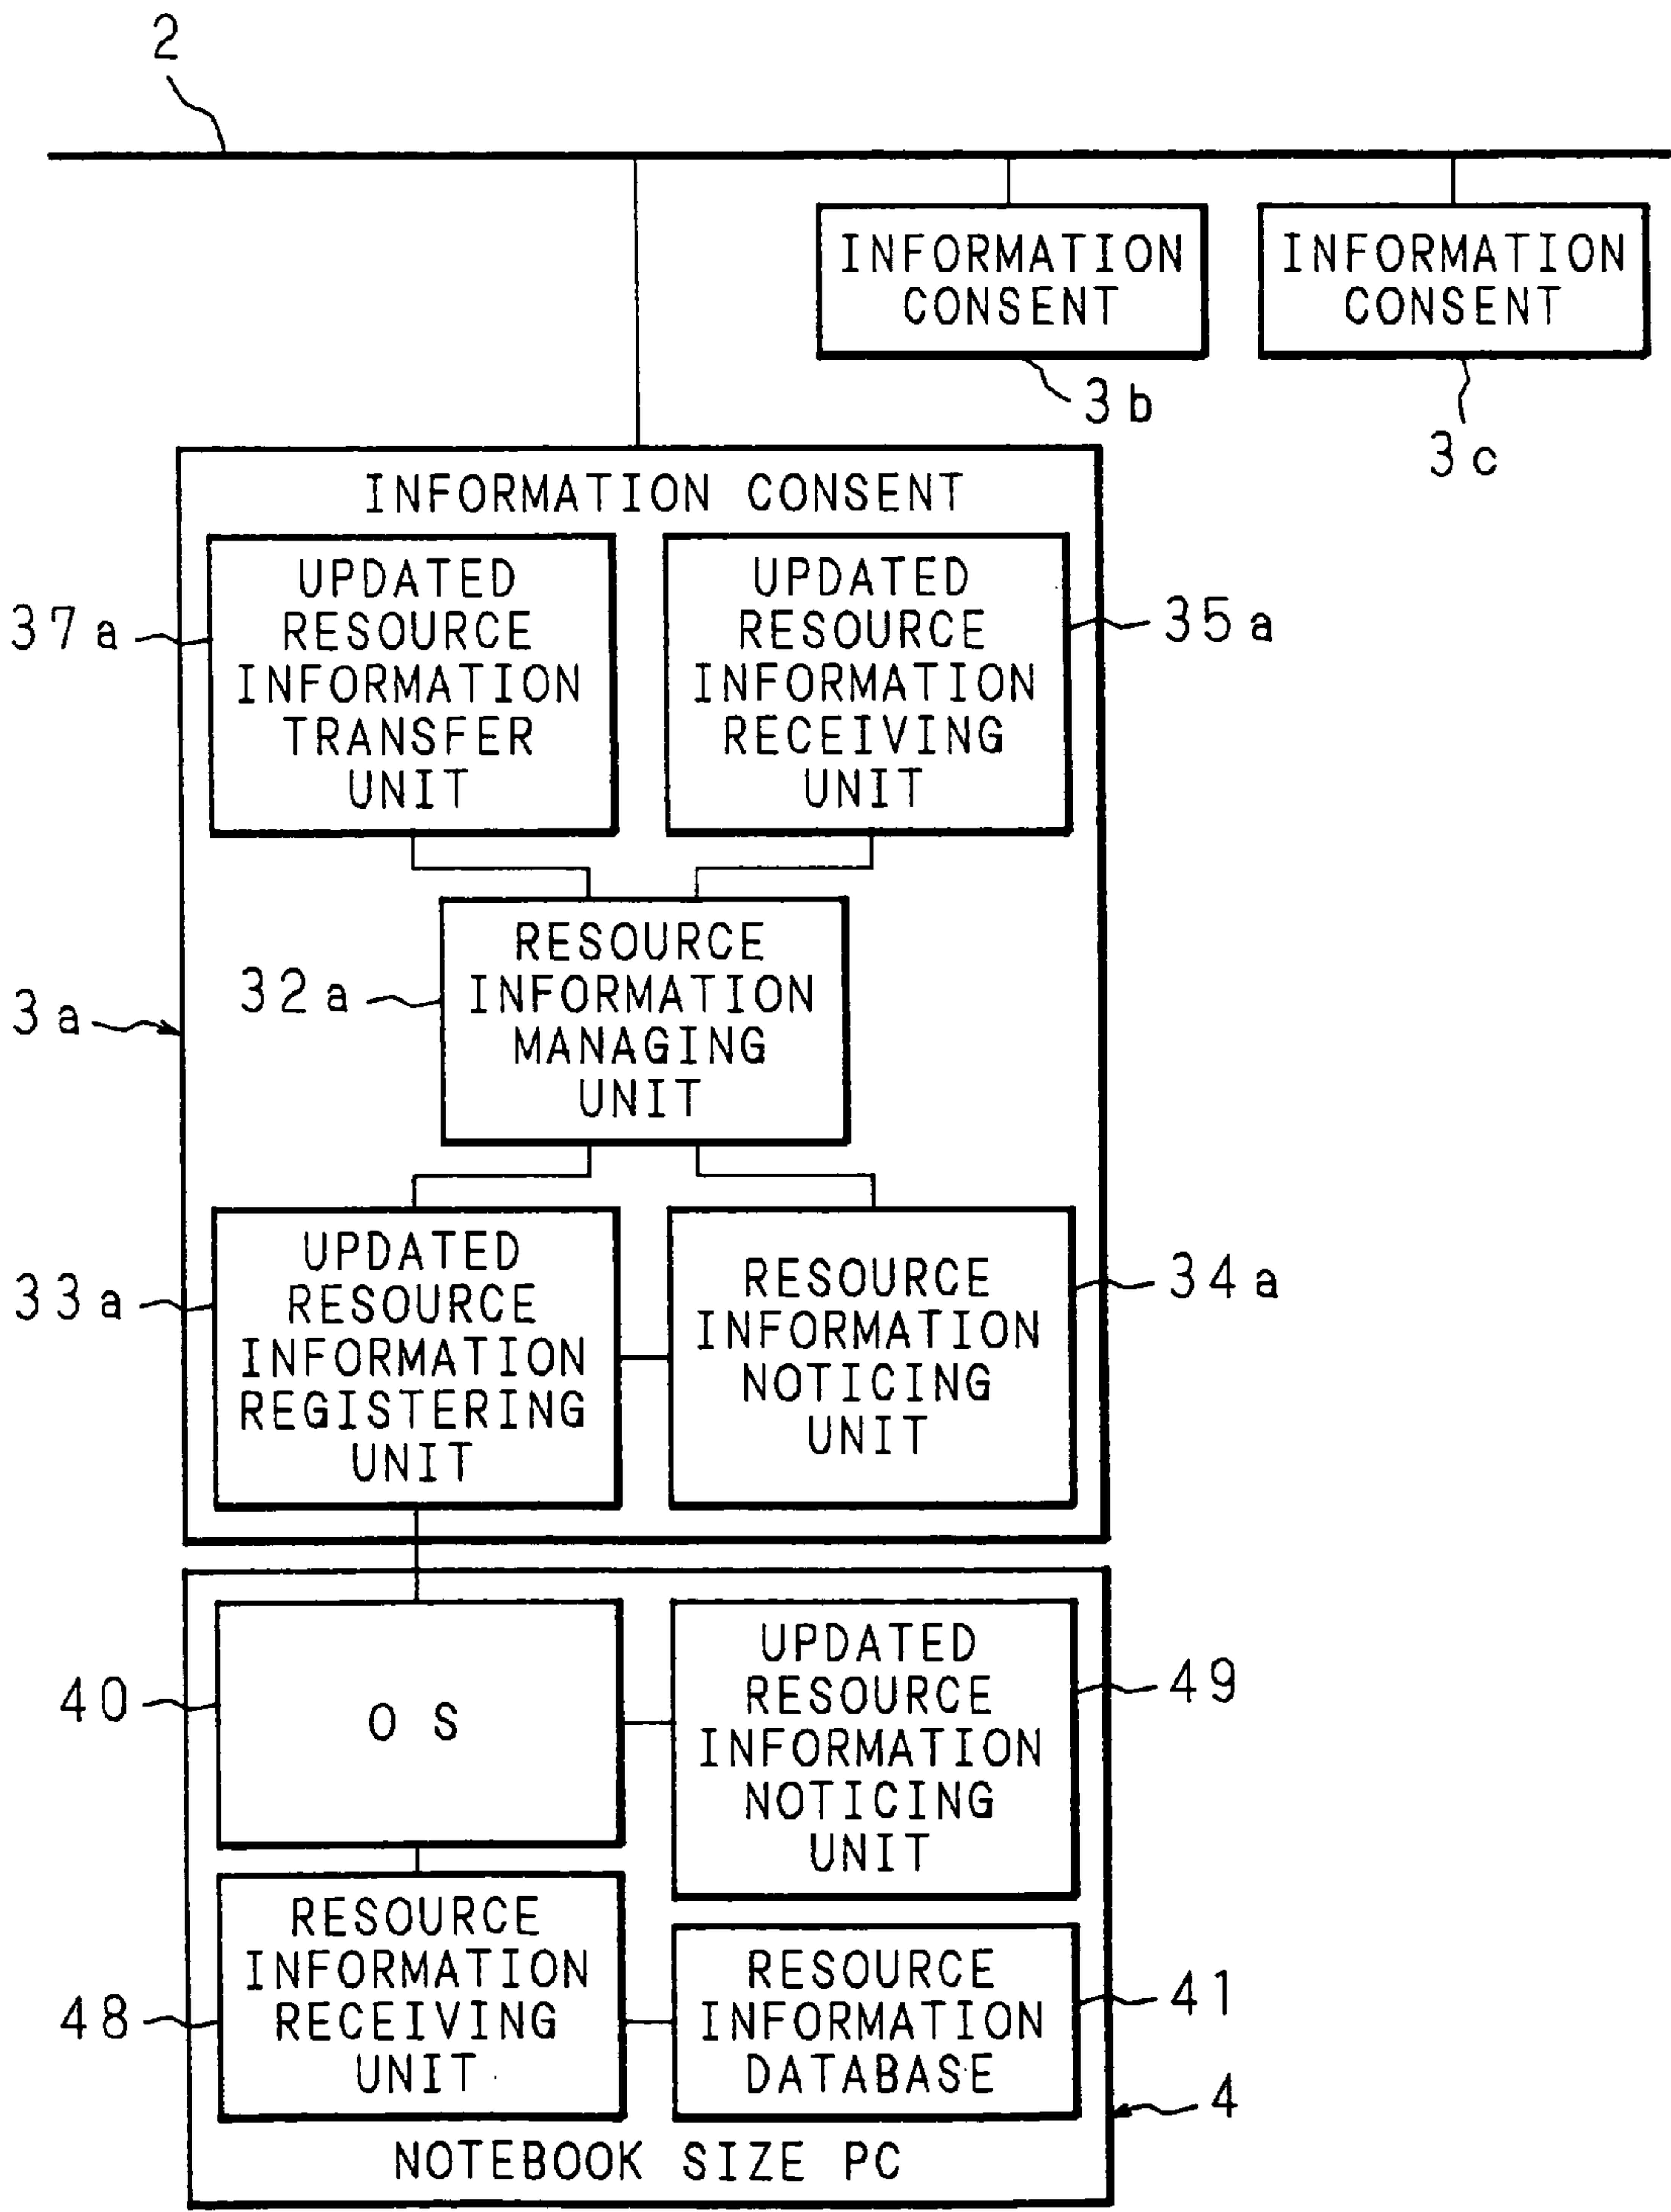 2
INFORMATION
CONSENT
3b
INFORMATION
CONSENT
3c
INFORMATION CONSENT
37a
UPDATED
RESOURCE
INFORMATION
TRANSFER
UNIT
UPDATED
RESOURCE
INFORMATION
RECEIVING
UNIT
35a
3a
32a
RESOURCE
INFORMATION
MANAGING
UNIT
33a
UPDATED
RESOURCE
INFORMATION
REGISTERING
UNIT
RESOURCE
INFORMATION
NOTICING
UNIT
34a
40
OS
UPDATED
RESOURCE
INFORMATION
NOTICING
UNIT
49
48
RESOURCE
INFORMATION
RECEIVING
UNIT
RESOURCE
INFORMATION
DATABASE
41
4
NOTEBOOK SIZE PC